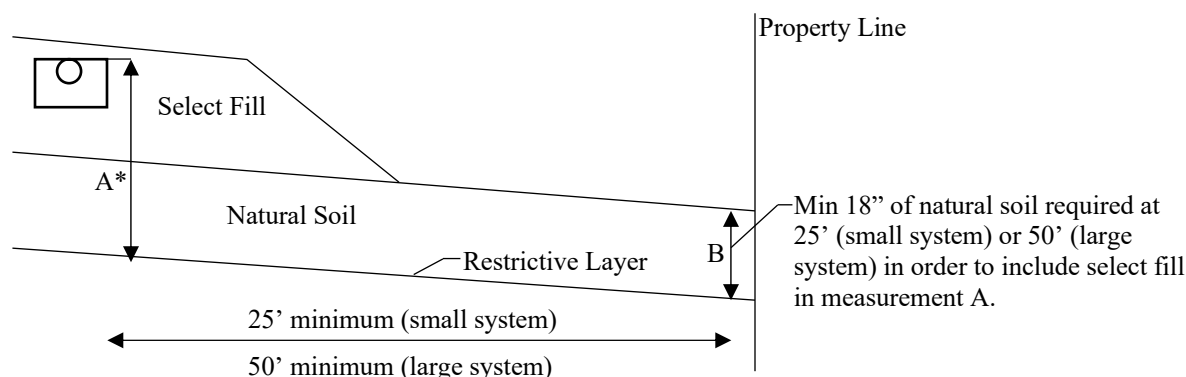 Property Line
Select Fill
A*
Natural Soil
Min 18” of natural soil required at
25’ (small system) or 50’ (large
system) in order to include select fill
in measurement A.
B
Restrictive Layer
25’ minimum (small system)
50’ minimum (large system)